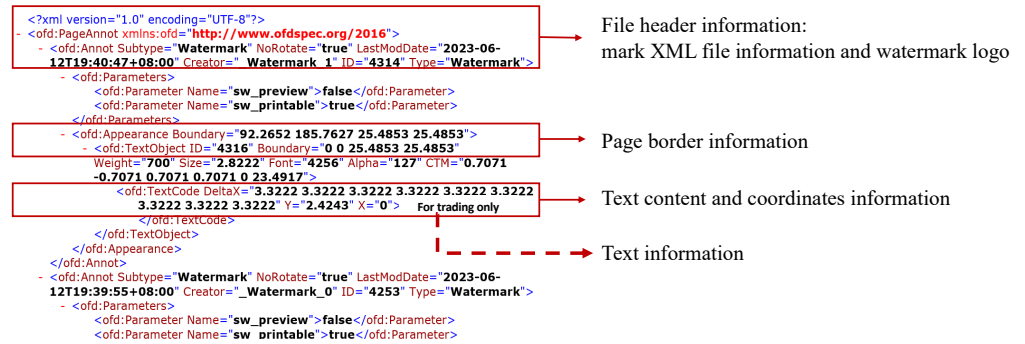 <?xml version="1.0" encoding="UTF-8"?>
- <ofd:PageAnnot xmlns:ofd="http://www.ofdspec.org/2016">
- <ofd:Annot Subtype="Watermark" NoRotate="true" LastModDate="2023-06-
12T19:40:47+08:00" Creator="_Watermark_1" ID="4314" Type="Watermark">
- <ofd:Parameters>
<ofd:Parameter Name="sw_preview">false</ofd:Parameter>
<ofd:Parameter Name="sw_printable">true</ofd:Parameter>
</ofd:Parameters>
- <ofd:Appearance Boundary="92.2652 185.7627 25.4853 25.4853">
- <ofd:TextObject ID="4316" Boundary="0 0 25.4853 25.4853"
Weight="700" Size="2.8222" Font="4256" Alpha="127" CTM="0.7071
-0.7071 0.7071 0.7071 0 23.4917">
<ofd:TextCode DeltaX="3.3222 3.3222 3.3222 3.3222 3.3222 3.3222
3.3222 3.3222 3.3222" Y="2.4243" X="0"> For trading only
</ofd:TextCode>
</ofd:TextObject>
</ofd:Appearance>
</ofd:Annot>
- <ofd:Annot Subtype="Watermark" NoRotate="true" LastModDate="2023-06-
12T19:39:55+08:00" Creator="_Watermark_0" ID="4253" Type="Watermark">
- <ofd:Parameters>
<ofd:Parameter Name="sw_preview">false</ofd:Parameter>
<ofd:Parameter Name="sw_printable">true</ofd:Parameter>
File header information:
mark XML file information and watermark logo
Page border information
Text content and coordinates information
Text information